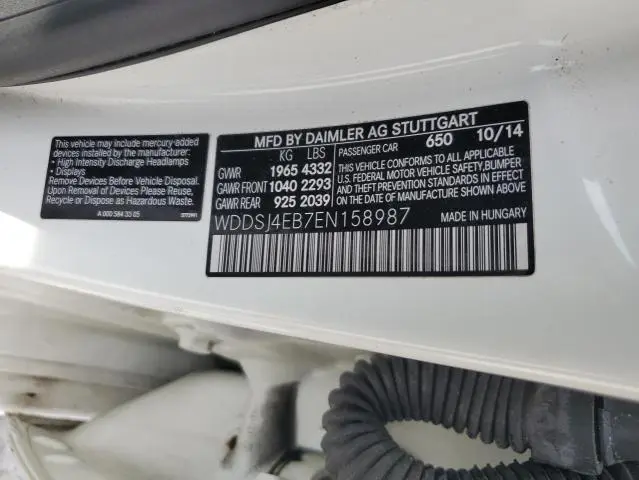 This vehicle may include mercury-added
devices installed by the manufacturer:
• High Intensity Discharge Headlamps
• Displays
Remove Devices Before Vehicle Disposal.
Upon Removal of Devices Please Reuse,
Recycle or Dispose as Hazardous Waste.
A 000 584 33 05
MFD BY DAIMLER AG STUTTGART
KG LBS
PASSENGER CAR 650 10/14
GVWR 1965 4332
GAWR FRONT 1040 2293
GAWR REAR 925 2039
THIS VEHICLE CONFORMS TO ALL APPLICABLE
U.S. FEDERAL MOTOR VEHICLE SAFETY,BUMPER
AND THEFT PREVENTION STANDARDS IN EFFECT
ON THE DATE OF MANUFACTURE SHOWN ABOVE
WDDSJ4EB7EN158987
MADE IN HUNGARY